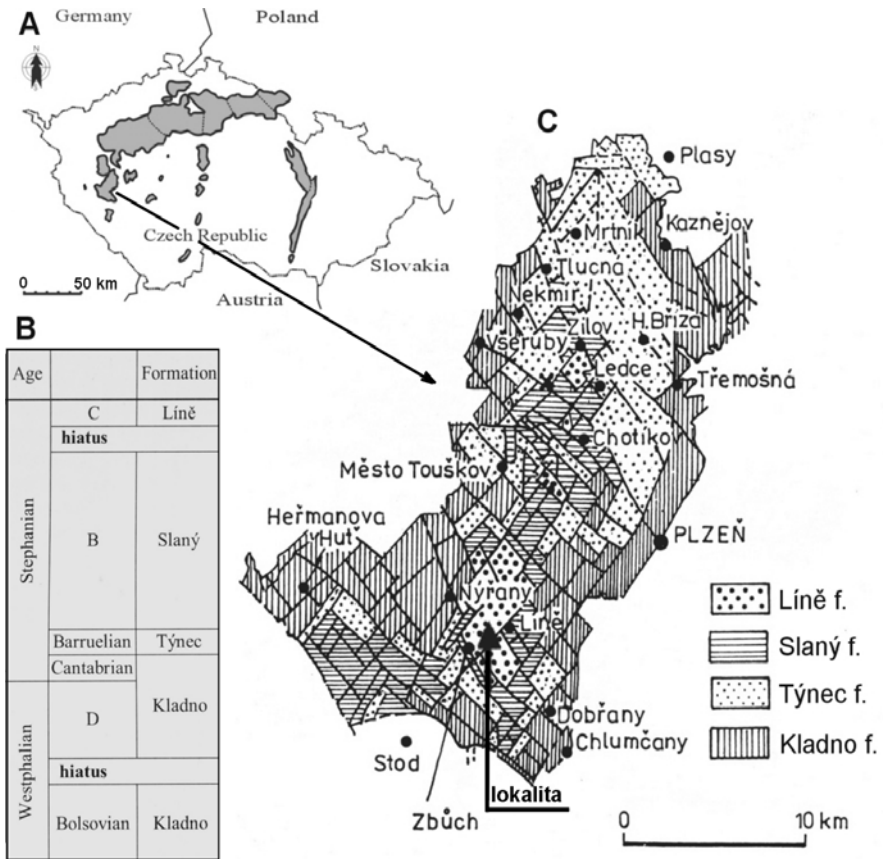 A
Germany
Poland
N
Czech Republic
Slovakia
0 50 km
Austria
B
Age Formation
Stephanian
C Líně
hiatus
B Slaný
Barruelian Týnec
Cantabrian
Kladno
Westphalian
D
hiatus
Bolsovian Kladno
C
Plasy
Kaznějov
Mrtník
Tlucna
Nekmíř
Všeruby
Žilov
H.Bříza
Ledce
Třemošná
Chotíkov
Město Touškov
Heřmanova
Huť
PLZEŇ
Nýřany
Líně
Dobřany
Chlumčany
Stod
lokalita
Zbůch
Líně f.
Slaný f.
Týnec f.
Kladno f.
0 10 km